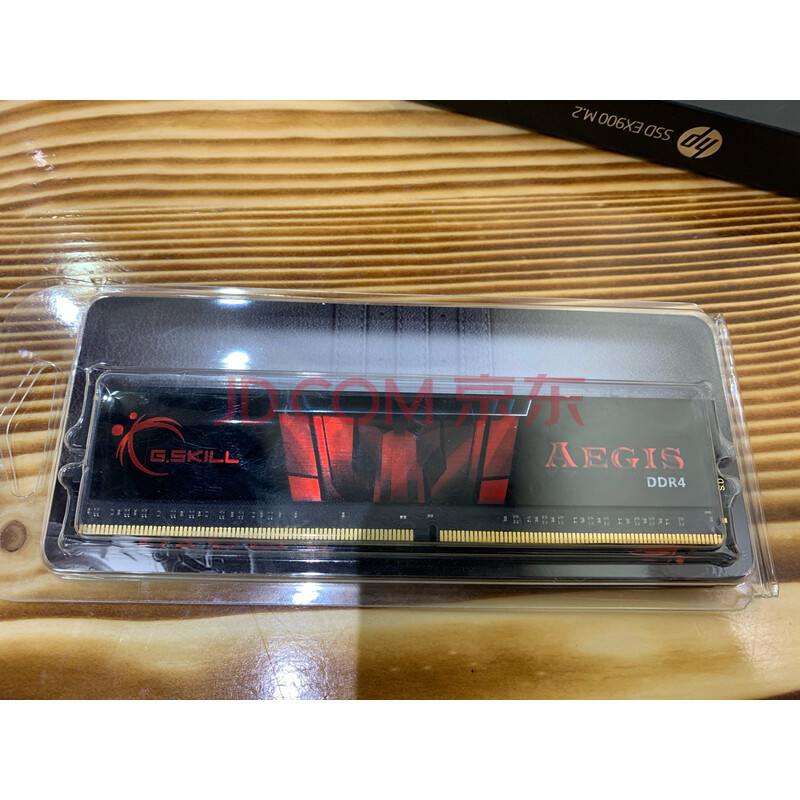 SSD EX900 M.2
hp
JD.COM 京东
G.SKILL
AEGIS
DDR4